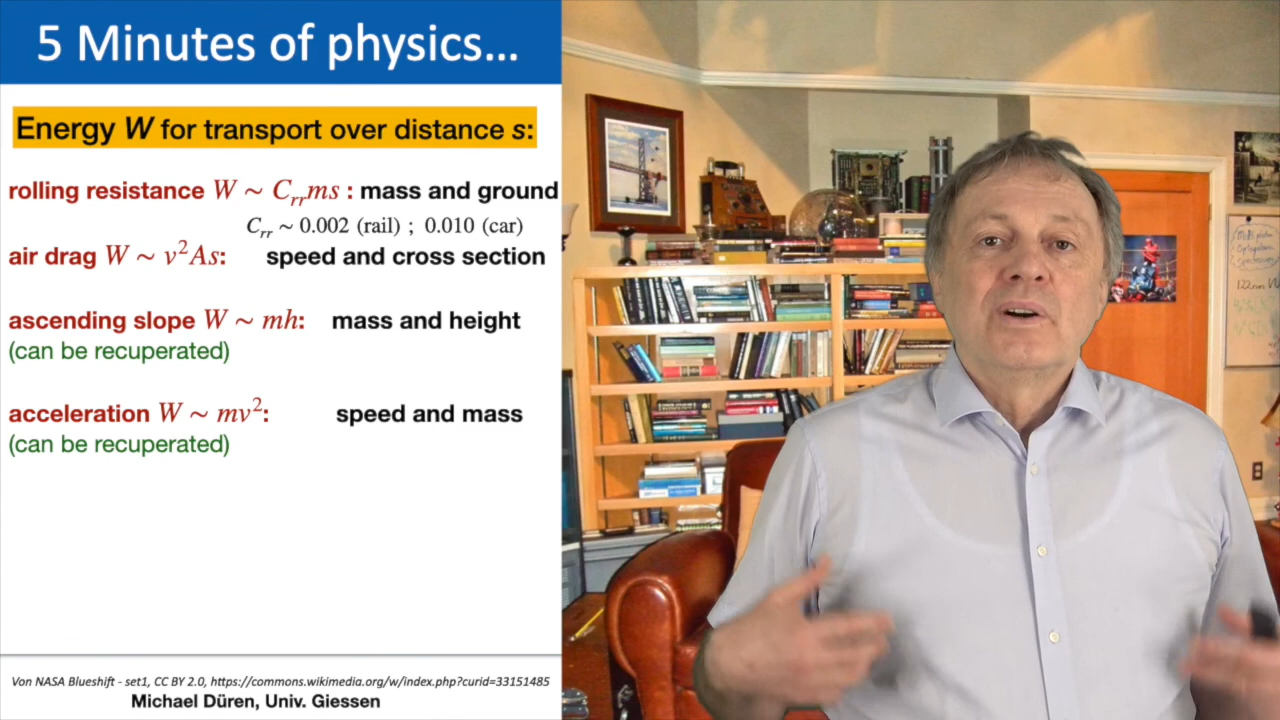 5 Minutes of physics...
Energy W for transport over distance s:
rolling resistance W ~ Cᵣᵣms : mass and ground
Cᵣᵣ ~ 0.002 (rail) ; 0.010 (car)
air drag W ~ v²As: speed and cross section
ascending slope W ~ mh: mass and height
(can be recuperated)
acceleration W ~ mv²: speed and mass
(can be recuperated)
Von NASA Blueshift - set1, CC BY 2.0, https://commons.wikimedia.org/w/index.php?curid=33151485
Michael Düren, Univ. Giessen